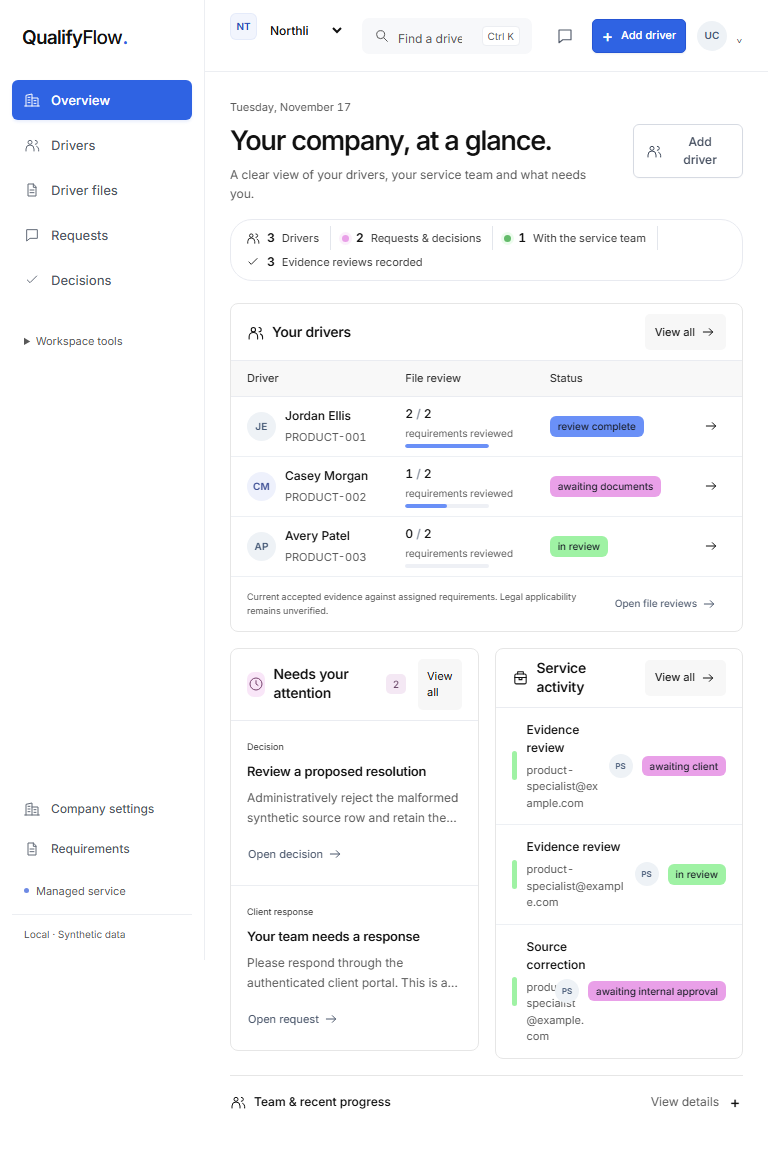 QualifyFlow.
NT
Northli
Find a drive
Ctrl K
+ Add driver
UC
Overview
Drivers
Driver files
Requests
Decisions
Workspace tools
Company settings
Requirements
Managed service
Local · Synthetic data
Tuesday, November 17
Your company, at a glance.
A clear view of your drivers, your service team and what needs
you.
Add
driver
3 Drivers
2 Requests & decisions
1 With the service team
3 Evidence reviews recorded
Your drivers
View all
Driver
File review
Status
JE
Jordan Ellis
PRODUCT-001
2 / 2
requirements reviewed
review complete
CM
Casey Morgan
PRODUCT-002
1 / 2
requirements reviewed
awaiting documents
AP
Avery Patel
PRODUCT-003
0 / 2
requirements reviewed
in review
Current accepted evidence against assigned requirements. Legal applicability
remains unverified.
Open file reviews
Needs your
attention
2
View
all
Decision
Review a proposed resolution
Administratively reject the malformed
synthetic source row and retain the...
Open decision
Client response
Your team needs a response
Please respond through the
authenticated client portal. This is a...
Open request
Service
activity
View all
Evidence
review
product-
specialist@ex
ample.com
PS
awaiting client
Evidence review
product-
specialist@exampl
e.com
PS
in review
Source
correction
produ
specialist
@example.
com
PS
awaiting internal approval
Team & recent progress
View details +